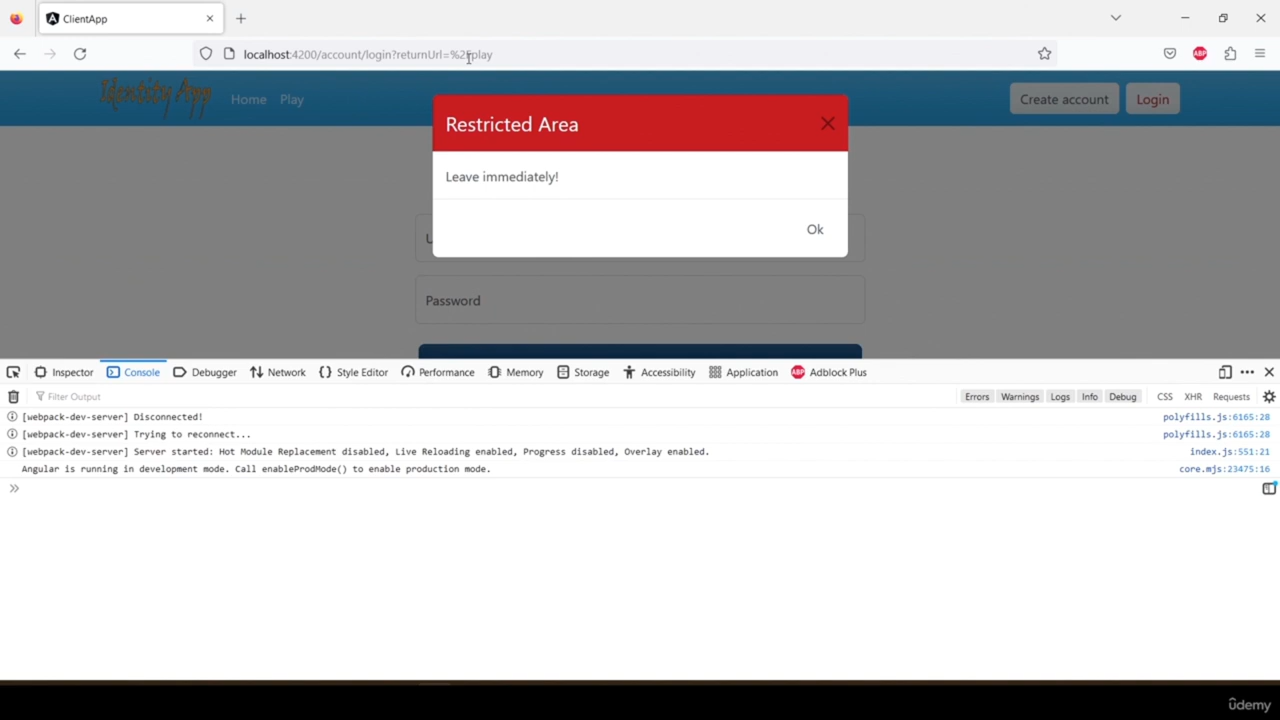 ClientApp
localhost:4200/account/login?returnUrl=%2Fplay
ABP
Identity App
Home
Play
Create account
Login
Restricted Area
Leave immediately!
Ok
U
Password
Inspector
Console
Debugger
Network
Style Editor
Performance
Memory
Storage
Accessibility
Application
ABP
Adblock Plus
Filter Output
Errors
Warnings
Logs
Info
Debug
CSS
XHR
Requests
[webpack-dev-server] Disconnected!
polyfills.js:6165:28
[webpack-dev-server] Trying to reconnect...
polyfills.js:6165:28
[webpack-dev-server] Server started: Hot Module Replacement disabled, Live Reloading enabled, Progress disabled, Overlay enabled.
index.js:551:21
Angular is running in development mode. Call enableProdMode() to enable production mode.
core.mjs:23475:16
ûdemy